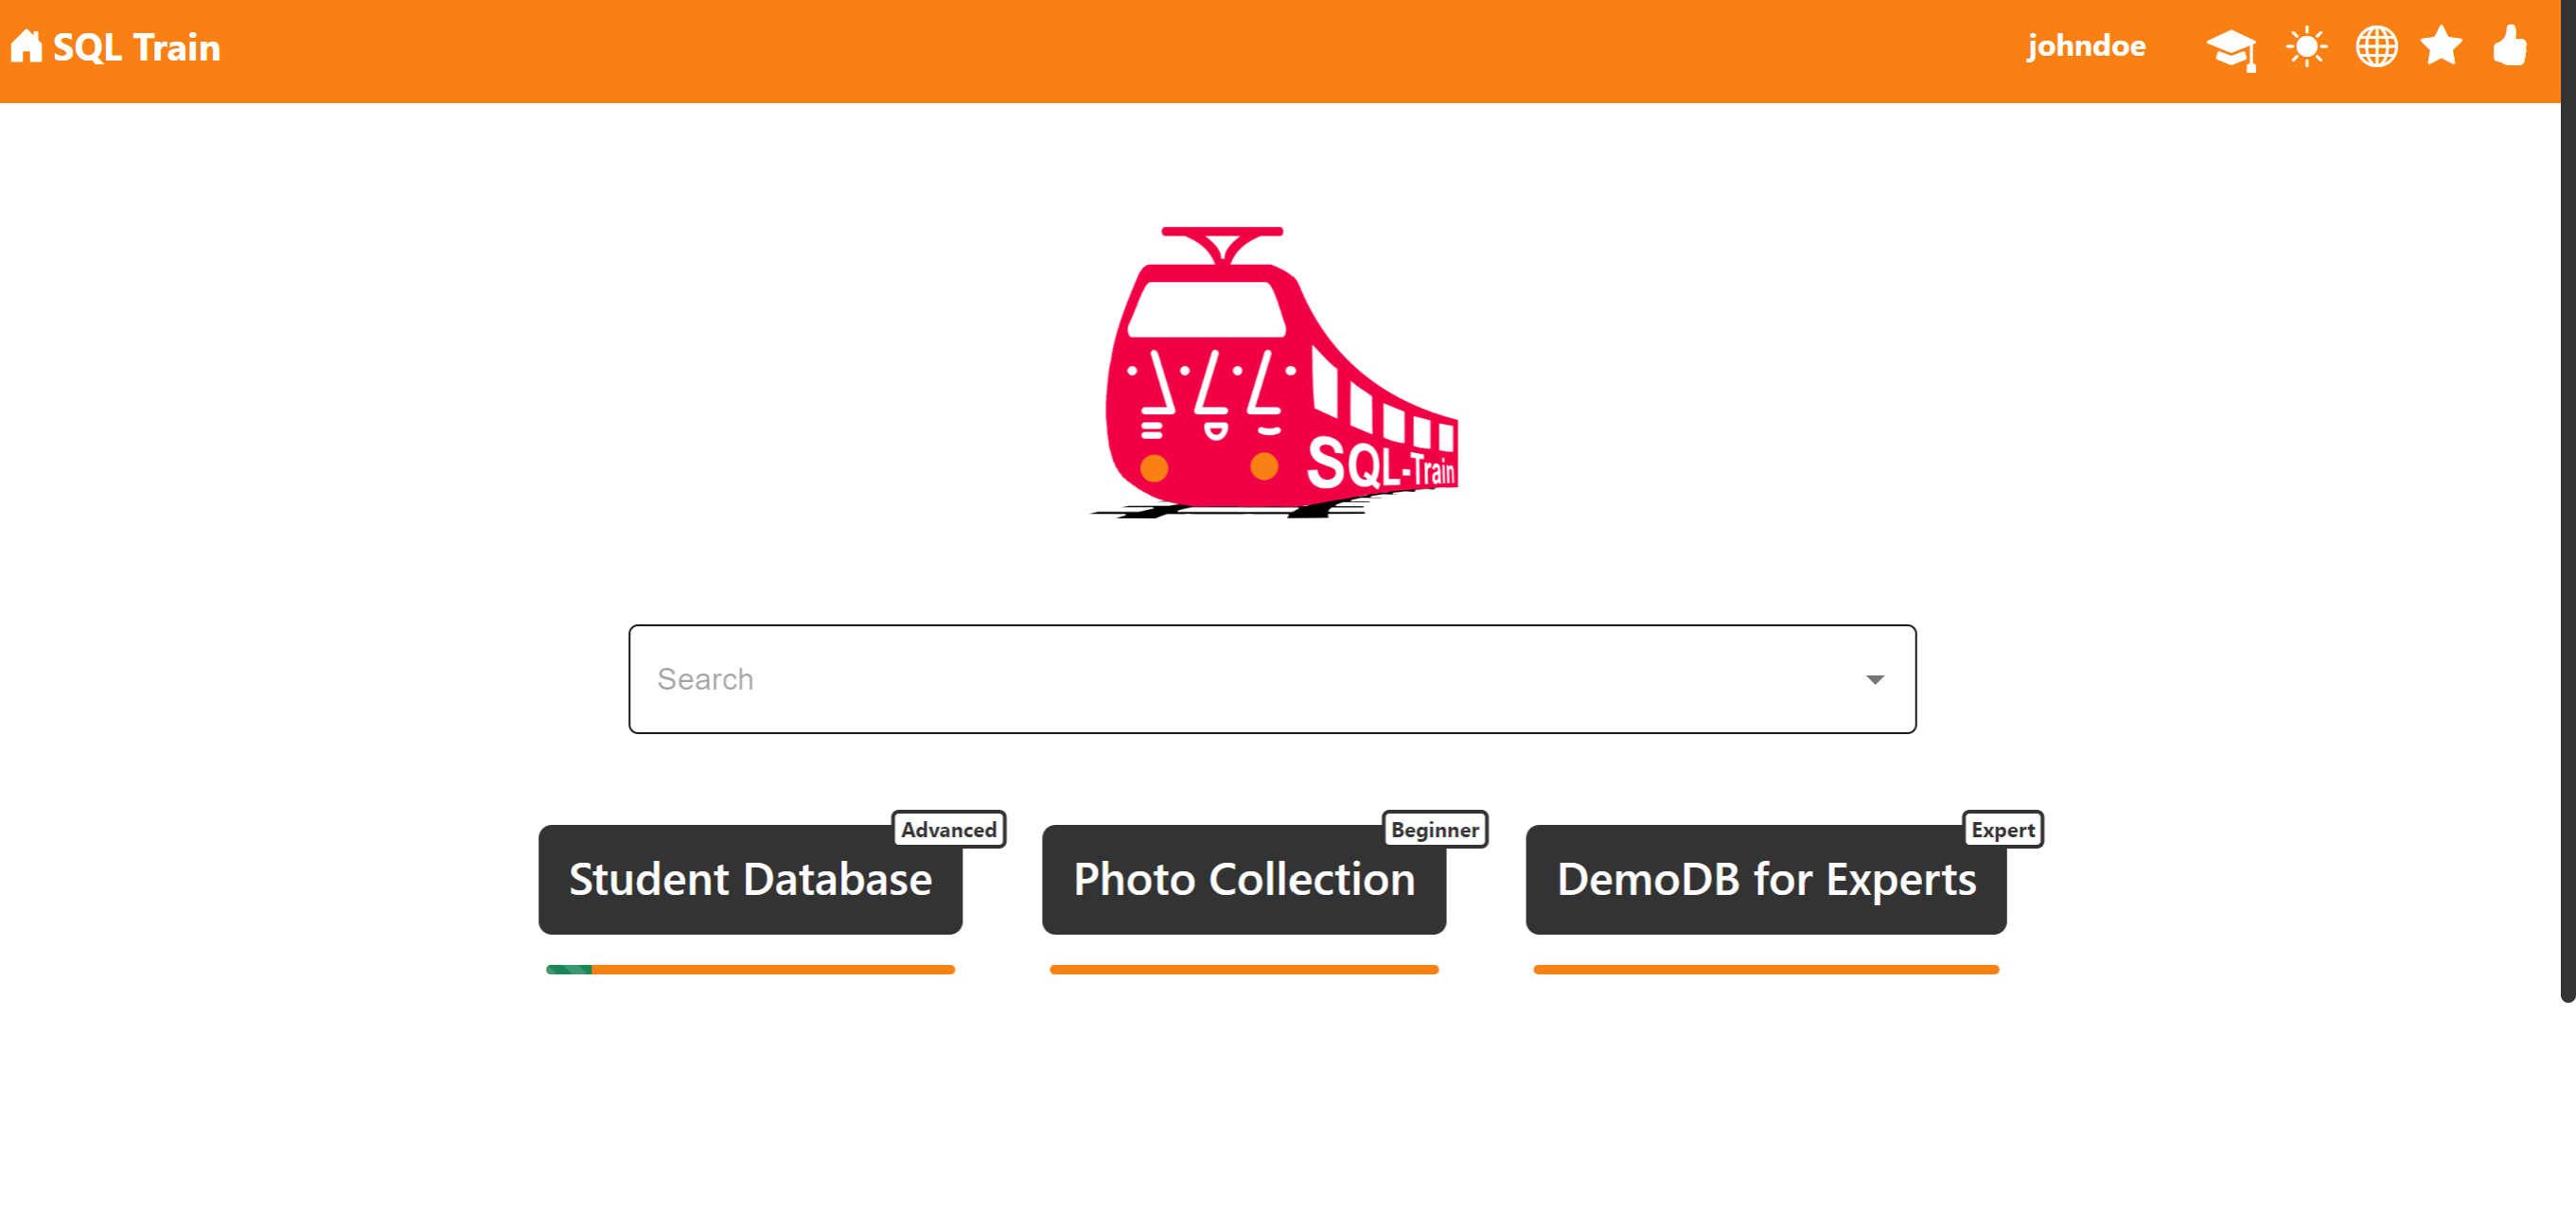 SQL Train
johndoe
SQL-Train
Search
Advanced
Student Database
Beginner
Photo Collection
Expert
DemoDB for Experts